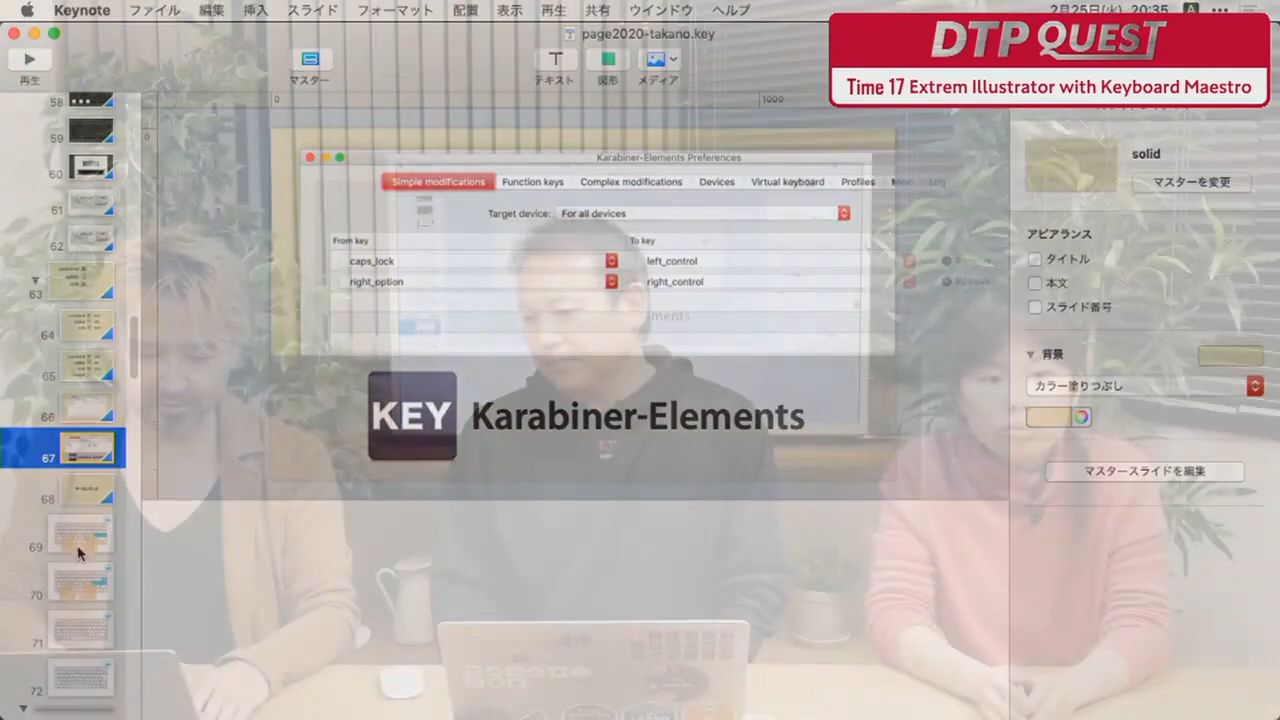 Keynote ファイル 編集 挿入 スライド フォーマット 配置 表示 再生 共有 ウインドウ ヘルプ
2月25日(火) 20:35 A
page2020-takano.key
DTP QUEST
Time 17 Extrem Illustrator with Keyboard Maestro
再生
マスター
テキスト
図形
メディア
0
1000
0
58
59
60
61
62
63
64
65
66
67
68
69
70
71
72
Karabiner-Elements Preferences
Simple modifications Function keys Complex modifications Devices Virtual keyboard Profiles Misc Log
Target device: For all devices
From key
To key
caps_lock
left_control
Remove
right_option
right_control
Remove
ments
KEY Karabiner-Elements
solid
マスターを変更
アピアランス
タイトル
本文
スライド番号
背景
カラー塗りつぶし
マスタースライドを編集